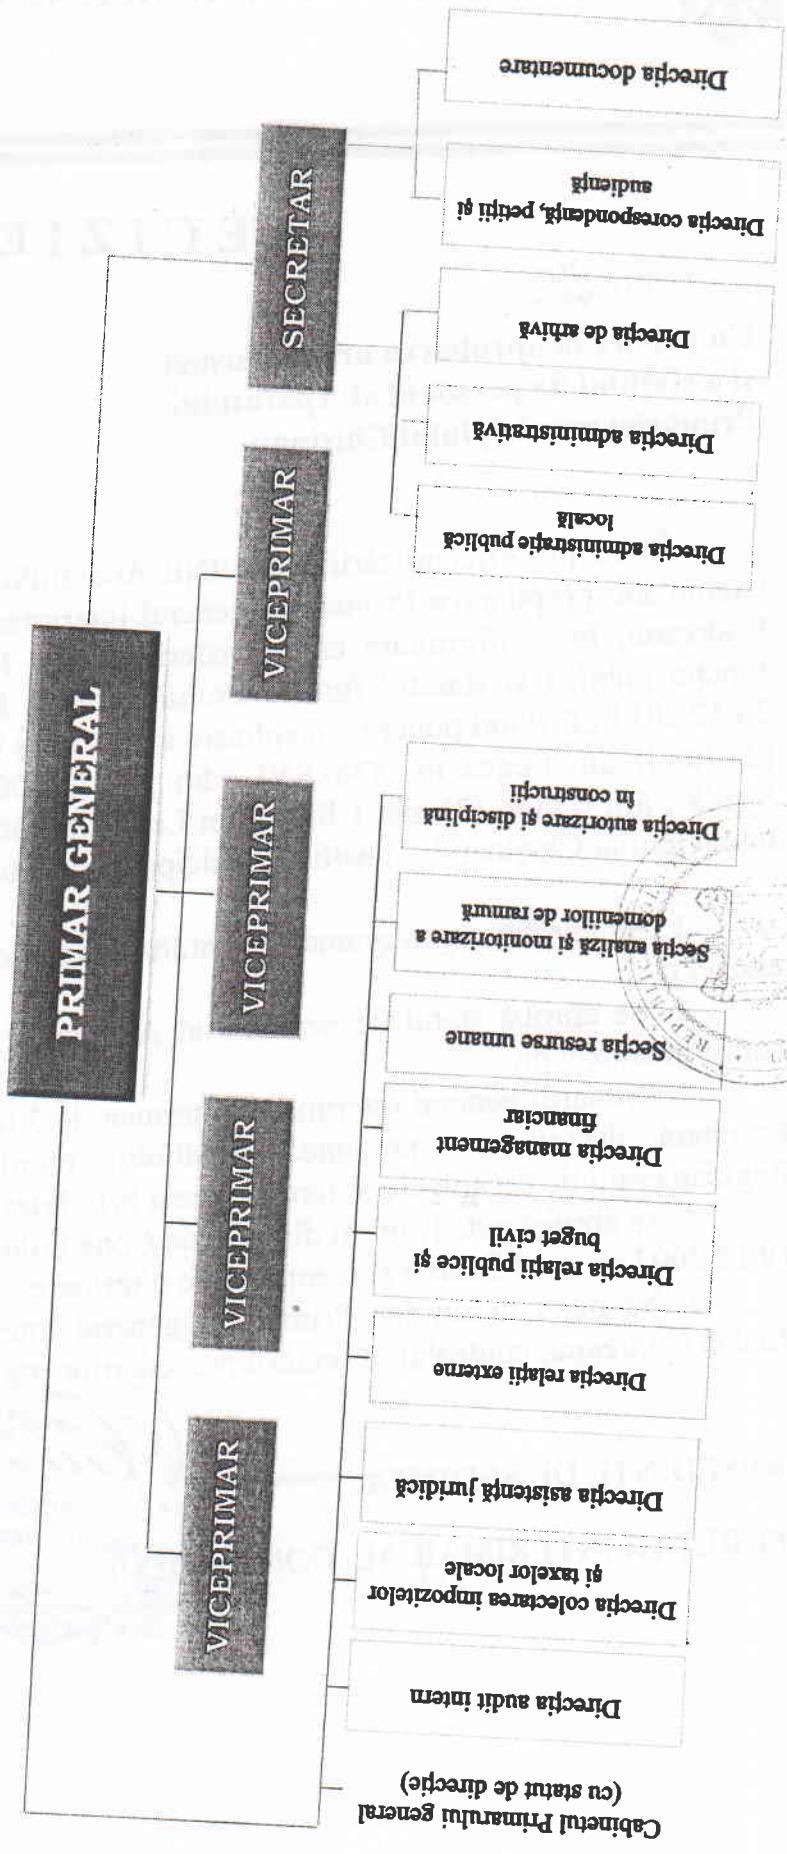 PRIMAR GENERAL
VICEPRIMAR
VICEPRIMAR
VICEPRIMAR
VICEPRIMAR
SECRETAR
Cabinetul Primarului general
(cu statut de direcție)
Direcția audit intern
Direcția colectarea impozitelor
și taxelor locale
Direcția asistență juridică
Direcția relații externe
Direcția relații publice și
buget civil
Direcția management
financiar
Secția resurse umane
Secția analiză și monitorizare a
domeniilor de ramură
Direcția autorizare și disciplină
în construcții
Direcția administrație publică
locală
Direcția administrativă
Direcția de arhivă
Direcția corespondență, petiții și
audiență
Direcția documentare